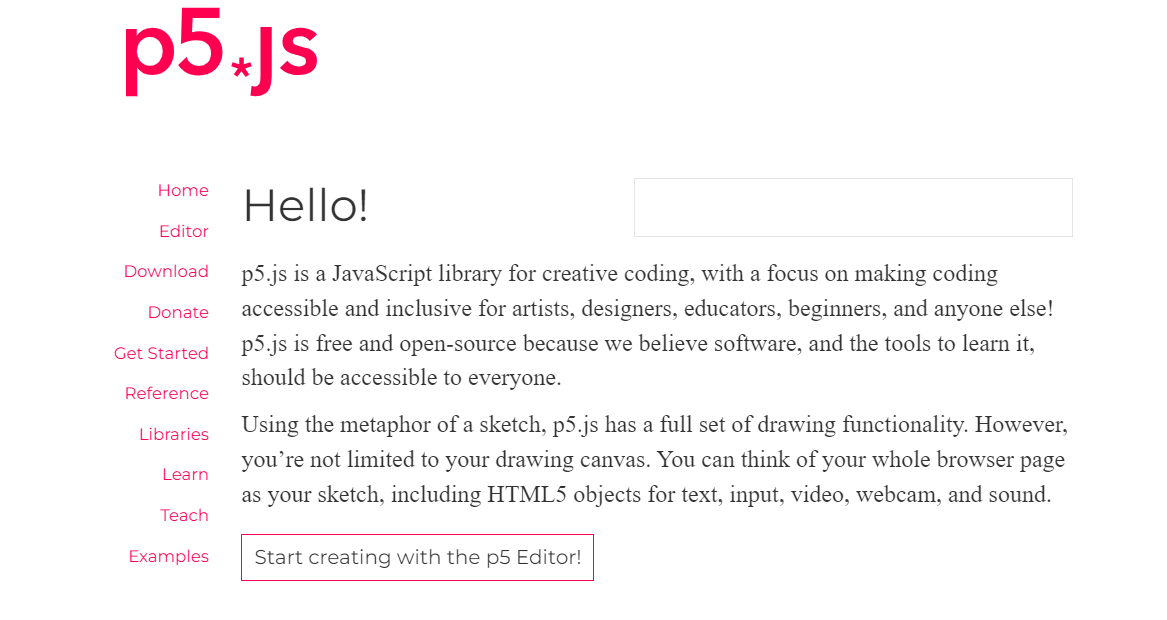 p5*js
Home
Editor
Download
Donate
Get Started
Reference
Libraries
Learn
Teach
Examples
Hello!
p5.js is a JavaScript library for creative coding, with a focus on making coding
accessible and inclusive for artists, designers, educators, beginners, and anyone else!
p5.js is free and open-source because we believe software, and the tools to learn it,
should be accessible to everyone.
Using the metaphor of a sketch, p5.js has a full set of drawing functionality. However,
you’re not limited to your drawing canvas. You can think of your whole browser page
as your sketch, including HTML5 objects for text, input, video, webcam, and sound.
Start creating with the p5 Editor!